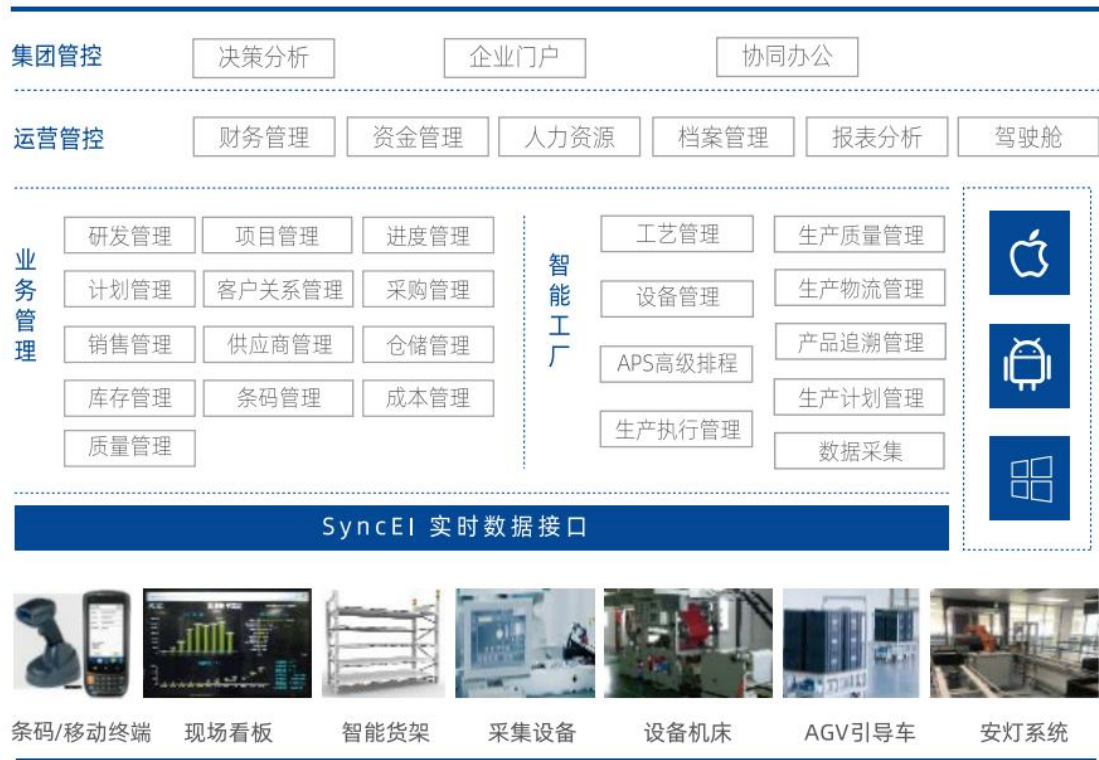 集团管控 决策分析 企业门户 协同办公
运营管控 财务管理 资金管理 人力资源 档案管理 报表分析 驾驶舱
业务管理
研发管理 项目管理 进度管理
计划管理 客户关系管理 采购管理
销售管理 供应商管理 仓储管理
库存管理 条码管理 成本管理
质量管理
智能工厂
工艺管理 生产质量管理
设备管理 生产物流管理
APS高级排程 产品追溯管理
生产执行管理 生产计划管理
数据采集
SyncEI 实时数据接口
条码/移动终端 现场看板 智能货架 采集设备 设备机床 AGV引导车 安灯系统